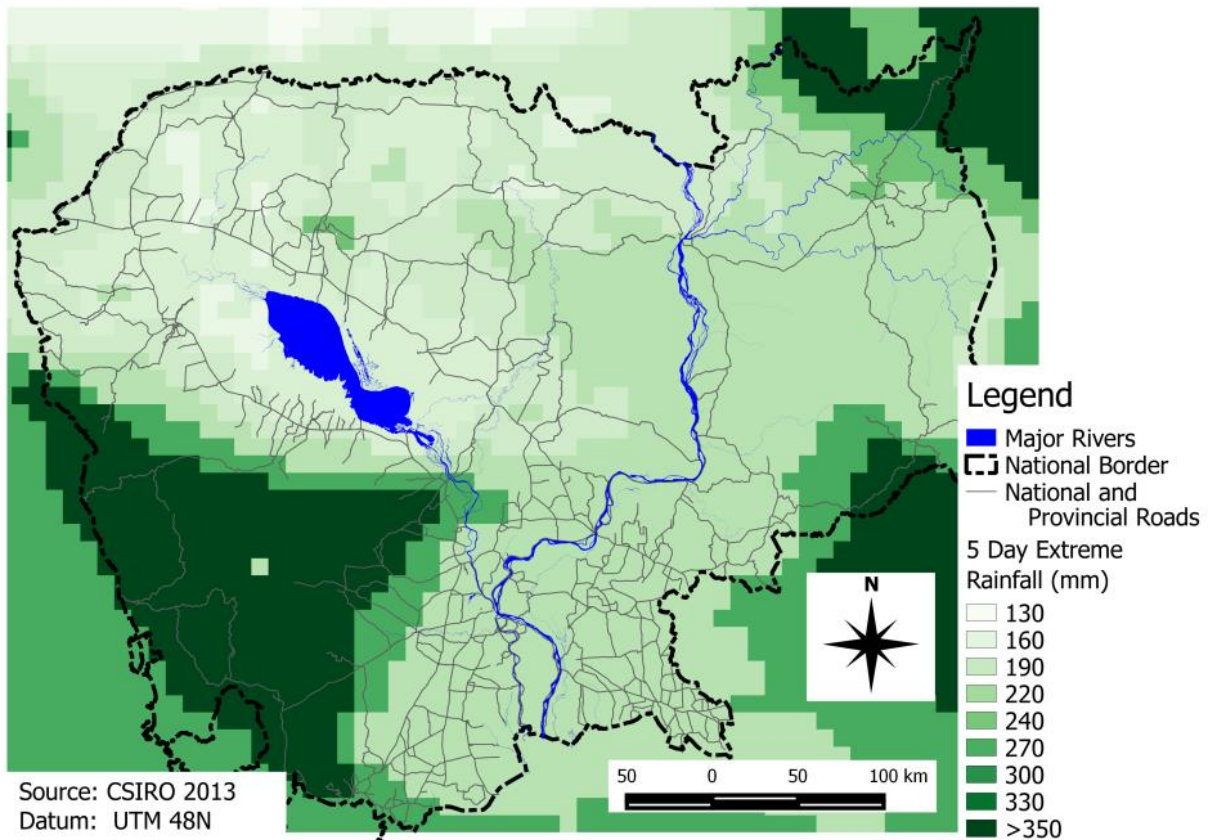 Legend
Major Rivers
National Border
National and
Provincial Roads
5 Day Extreme
Rainfall (mm)
130
160
190
220
240
270
300
330
>350
N
50 0 50 100 km
Source: CSIRO 2013
Datum: UTM 48N